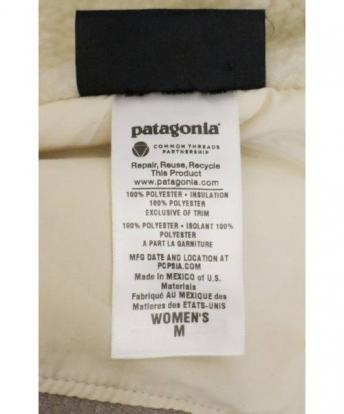 patagonia®
COMMON THREADS
PARTNERSHIP
Repair, Reuse, Recycle
This Product
www.patagonia.com
100% POLYESTER • INSULATION
100% POLYESTER
EXCLUSIVE OF TRIM
100% POLYESTER • ISOLANT 100%
POLYESTER
A PART LA GARNITURE
MFG DATE AND LOCATION AT
PCPSIA.COM
Made in MEXICO of U.S.
Materials
Fabriqué AU MEXIQUE des
Matieres des ETATS-UNIS
WOMEN'S
M